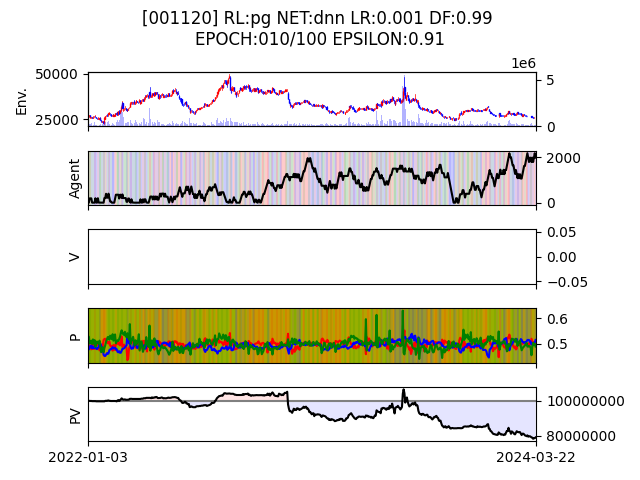 [001120] RL:pg NET:dnn LR:0.001 DF:0.99
EPOCH:010/100 EPSILON:0.91
1e6
50000
25000
Env.
5
0
Agent
2000
0
V
0.05
0.00
−0.05
P
0.6
0.5
PV
100000000
80000000
2022-01-03
2024-03-22